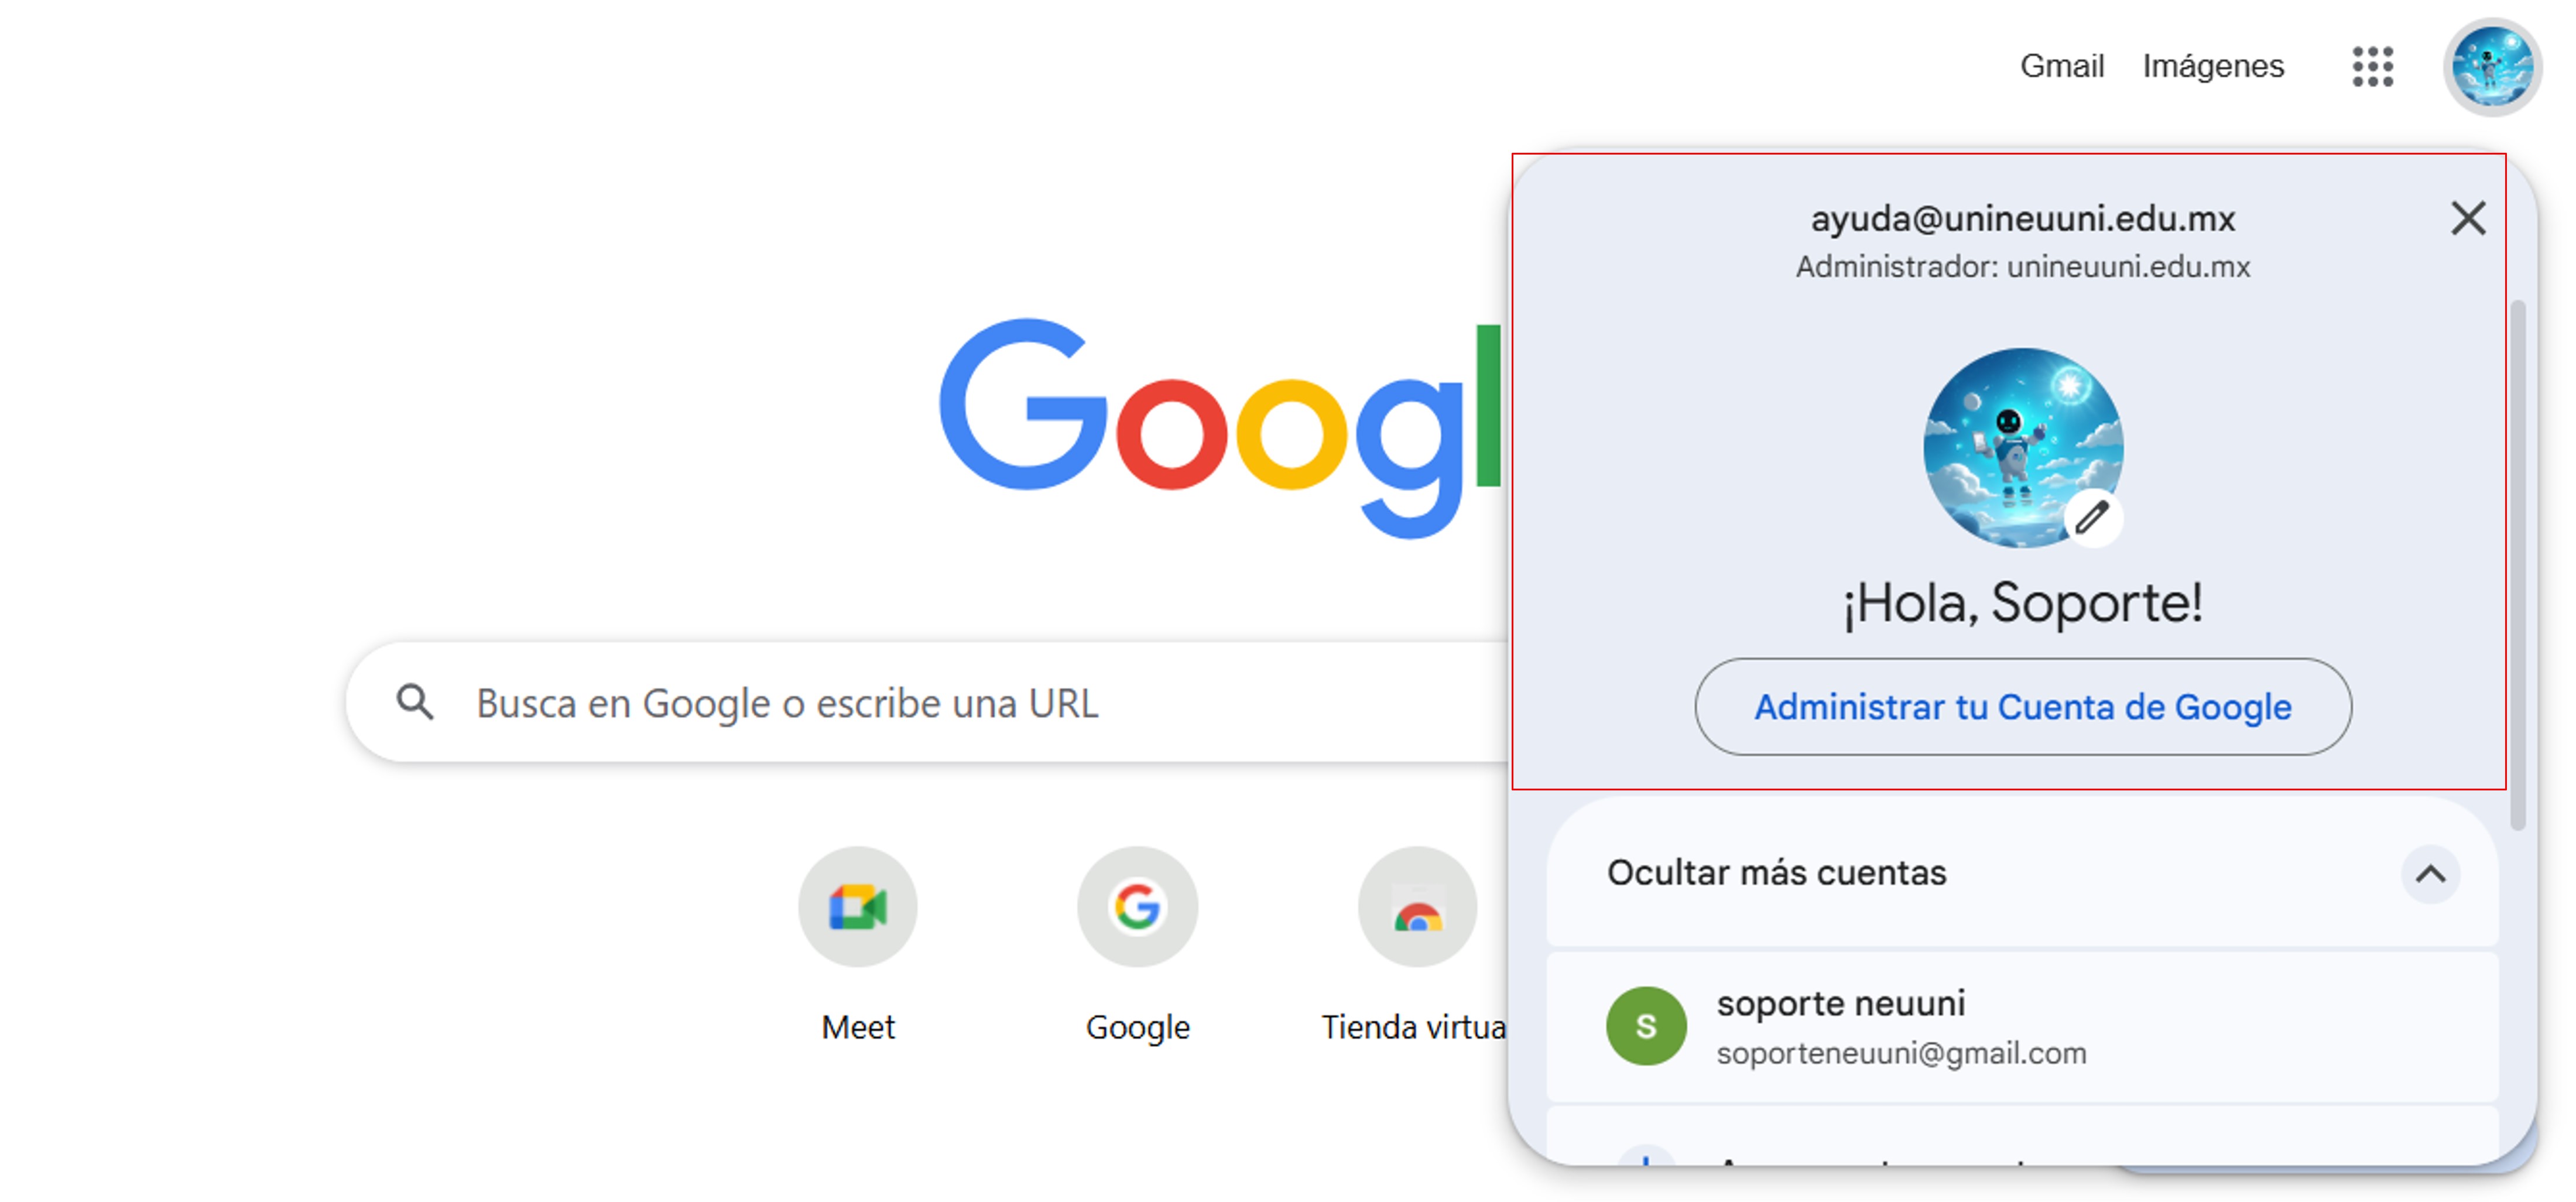 Gmail Imágenes
ayuda@unineuuni.edu.mx
Administrador: unineuuni.edu.mx
Googl
¡Hola, Soporte!
Busca en Google o escribe una URL
Administrar tu Cuenta de Google
Ocultar más cuentas
S
soporte neuuni
soporteneuuni@gmail.com
Meet
Google
Tienda virtua